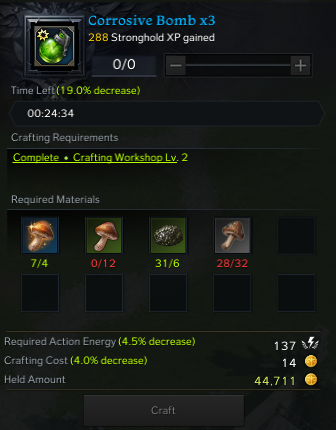 Corrosive Bomb x3
288 Stronghold XP gained
0/0
Time Left(19.0% decrease)
00:24:34
Crafting Requirements
Complete • Crafting Workshop Lv. 2
Required Materials
7/4 0/12 31/6 28/32
Required Action Energy (4.5% decrease) 137
Crafting Cost (4.0% decrease) 14
Held Amount 44,711
Craft